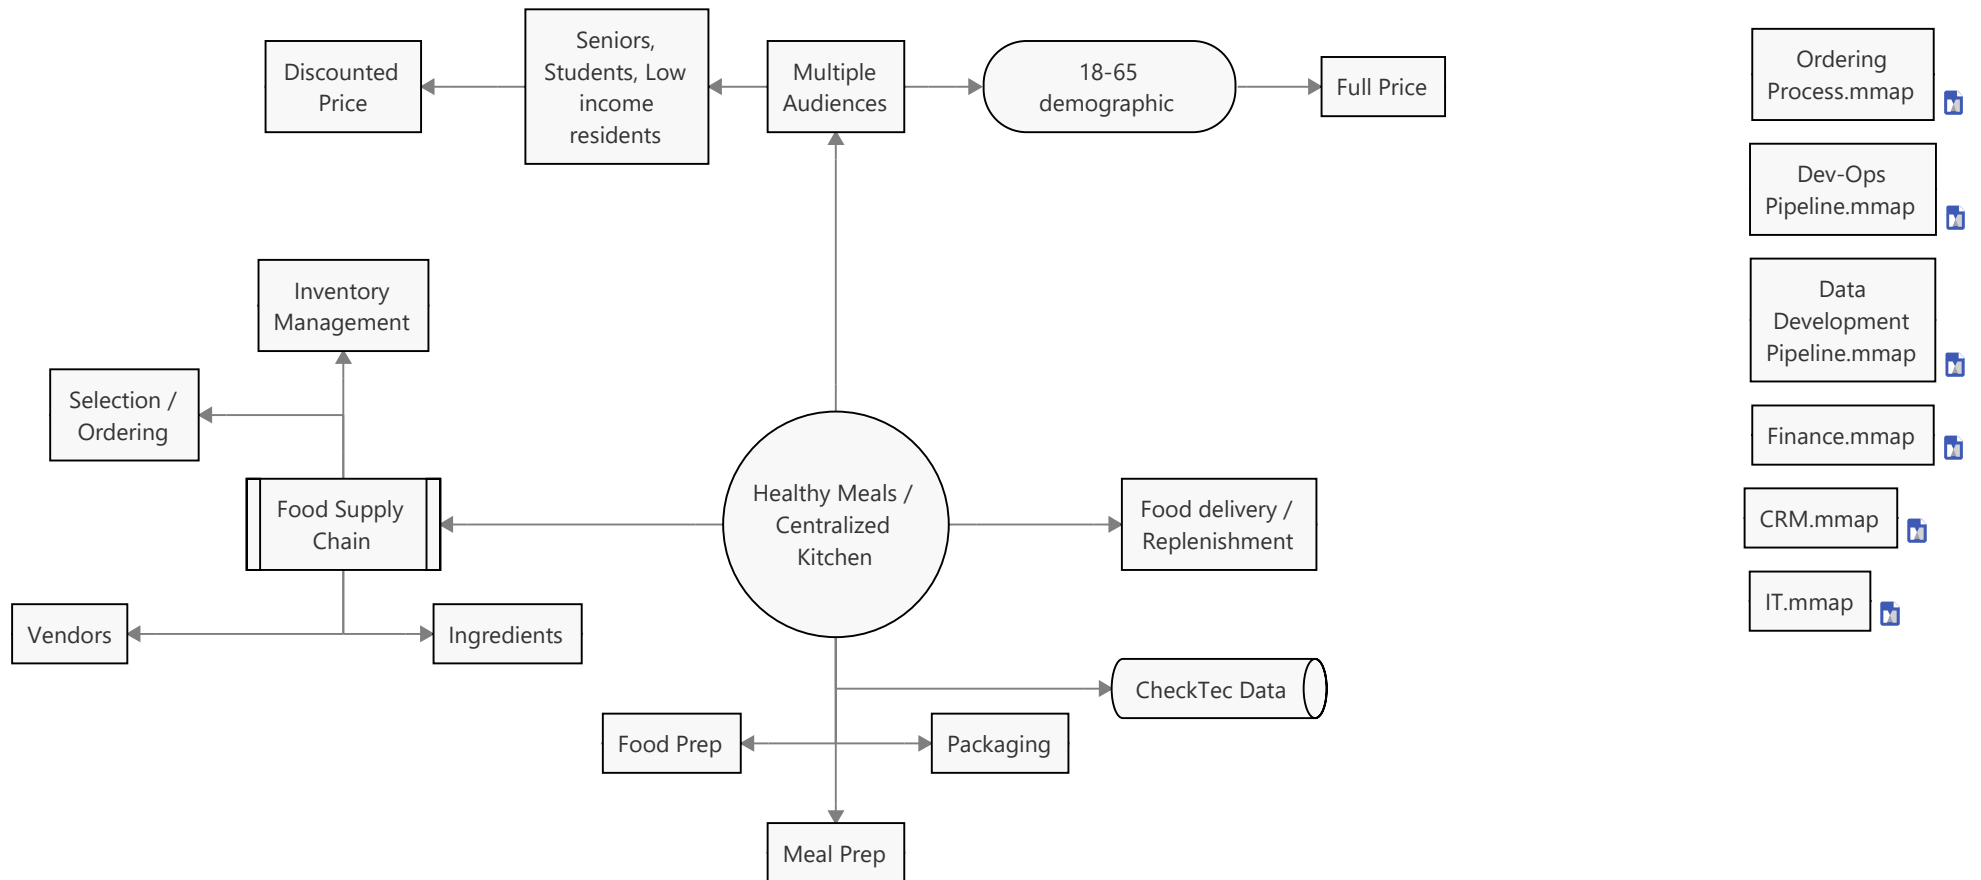 Seniors,
Students, Low
income
residents
Discounted
Price
Multiple
Audiences
18-65
demographic
Full Price
Ordering
Process.mmap
Dev-Ops
Pipeline.mmap
Data
Development
Pipeline.mmap
Finance.mmap
CRM.mmap
IT.mmap
Inventory
Management
Selection /
Ordering
Food Supply
Chain
Vendors
Ingredients
Healthy Meals /
Centralized
Kitchen
Food delivery /
Replenishment
CheckTec Data
Food Prep
Packaging
Meal Prep